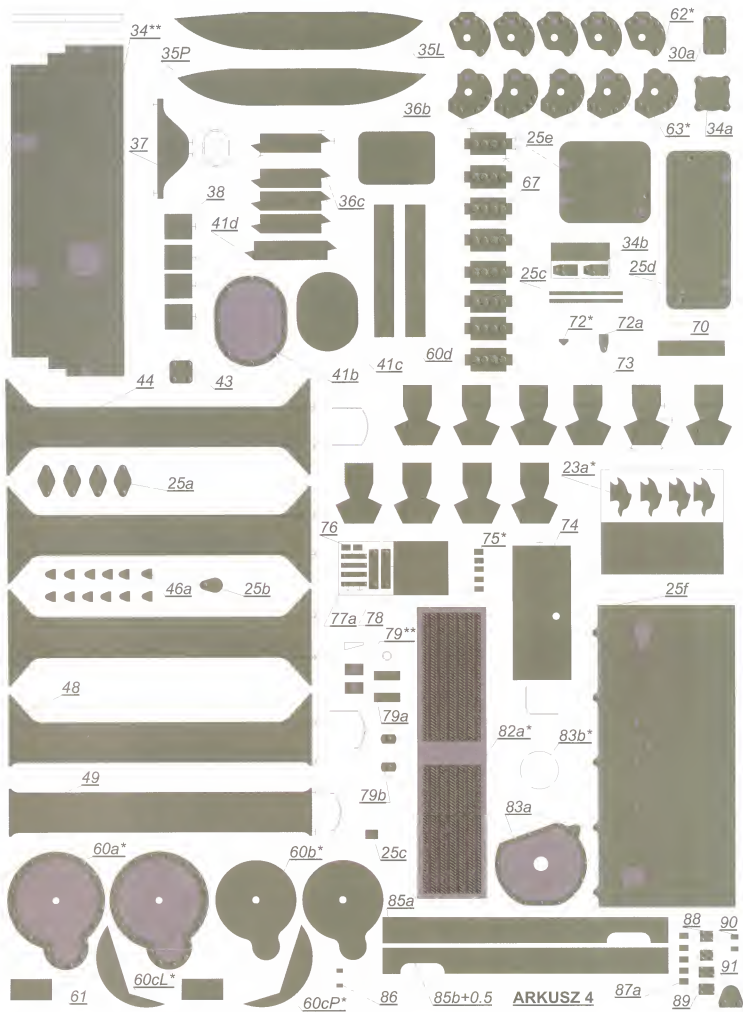 34**
35P
35L
62*
30a
36b
63*
34a
37
25e
38
36c
67
41d
34b
25c
25d
72*
72a
70
41b
41c
60d
73
44
43
25a
23a*
76
75*
74
46a
25b
77a
78
79**
25f
48
79a
82a*
83b*
49
79b
83a
60a*
60b*
25c
85a
88
90
60cL*
61
60cP*
86
85b+0.5
ARKUSZ 4
87a
89
91